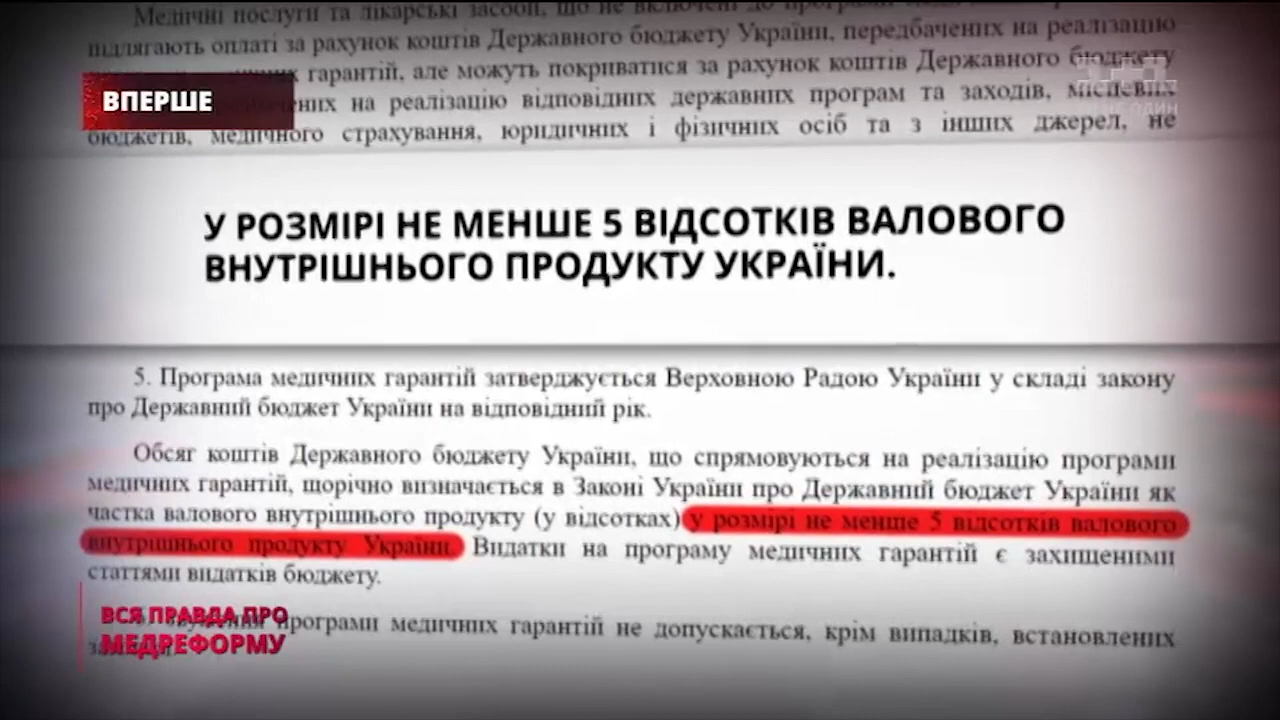 Медичні послуги та лікарські засоби, що не включені до програми
підлягають оплаті за рахунок коштів Державного бюджету України, передбачених на реалізацію
гарантій, але можуть покриватися за рахунок коштів Державного бюджету
ВПЕРШЕ
на реалізацію відповідних державних програм та заходів, місцевих
бюджетів, медичного страхування, юридичних і фізичних осіб та з інших джерел, не
У РОЗМІРІ НЕ МЕНШЕ 5 ВІДСОТКІВ ВАЛОВОГО
ВНУТРІШНЬОГО ПРОДУКТУ УКРАЇНИ.
5. Програма медичних гарантій затверджується Верховною Радою України у складі закону
про Державний бюджет України на відповідний рік.
Обсяг коштів Державного бюджету України, що спрямовуються на реалізацію програми
медичних гарантій, щорічно визначається в Законі України про Державний бюджет України як
частка валового внутрішнього продукту (у відсотках) у розмірі не менше 5 відсотків валового
внутрішнього продукту України. Видатки на програму медичних гарантій є захищеними
статтями видатків бюджету.
програми медичних гарантій не допускається, крім випадків, встановлених
ВСЯ ПРАВДА ПРО
МЕДРЕФОРМУ